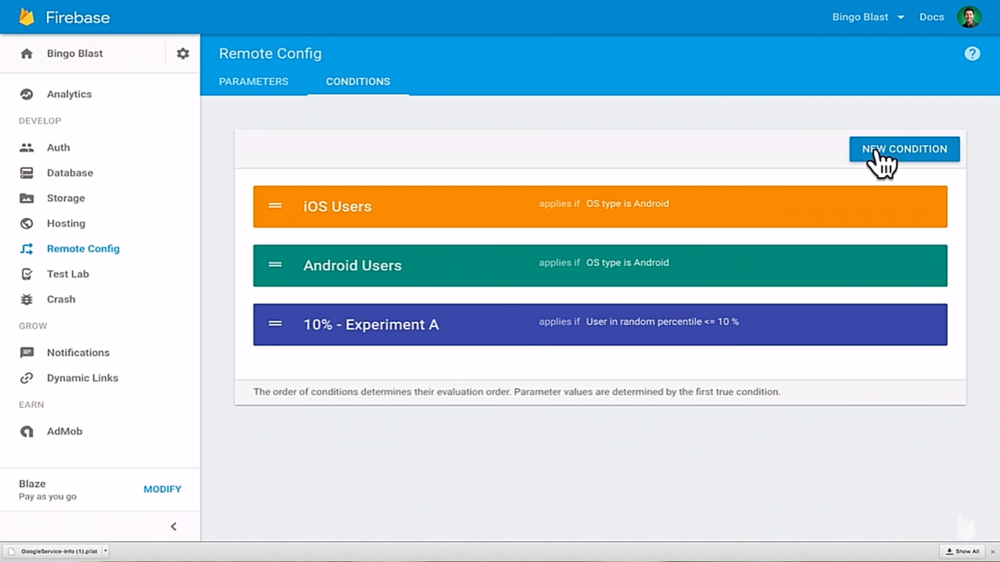 Firebase
Bingo Blast
Docs
Bingo Blast
Remote Config
PARAMETERS
CONDITIONS
Analytics
DEVELOP
Auth
Database
Storage
Hosting
Remote Config
Test Lab
Crash
GROW
Notifications
Dynamic Links
EARN
AdMob
Blaze
Pay as you go
MODIFY
NEW CONDITION
iOS Users
applies if OS type is Android
Android Users
applies if OS type is Android
10% - Experiment A
applies if User in random percentile <= 10 %
The order of conditions determines their evaluation order. Parameter values are determined by the first true condition.
GoogleService-Info (1).plist
Show All